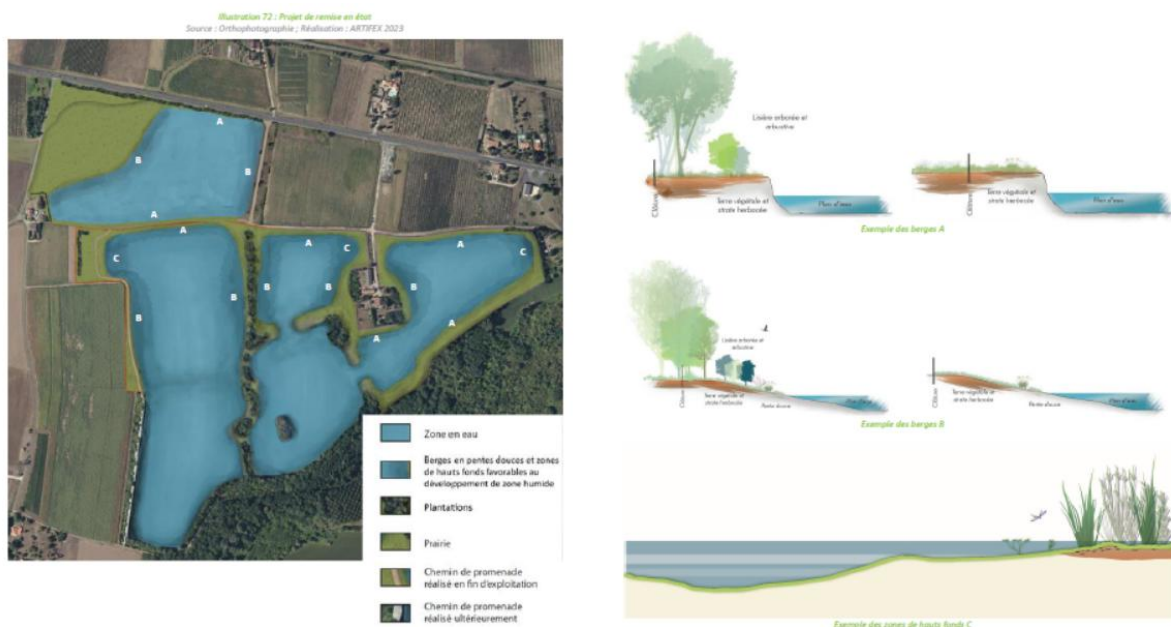 Illustration 72 : Projet de remise en état
Source : Orthophotographie ; Réalisation : ARTIFEX 2023
A
B
B
A
A
C
A
C
A
C
B
B
B
B
B
A
A
Zone en eau
Berges en pentes douces et zones
de hauts fonds favorables au
développement de zone humide
Plantations
Prairie
Chemin de promenade
réalisé en fin d'exploitation
Chemin de promenade
réalisé ultérieurement
Lisière arborée et
arbustive
Clôture
Terre végétale et
strate herbacée
Plan d'eau
Clôture
Terre végétale et
strate herbacée
Plan d'eau
Exemple des berges A
Lisière arborée et
arbustive
Clôture
Terre végétale et
strate herbacée
Pente douce
Plan d'eau
Clôture
Terre végétale et
strate herbacée
Pente douce
Plan d'eau
Exemple des berges B
Exemple des zones de hauts fonds C